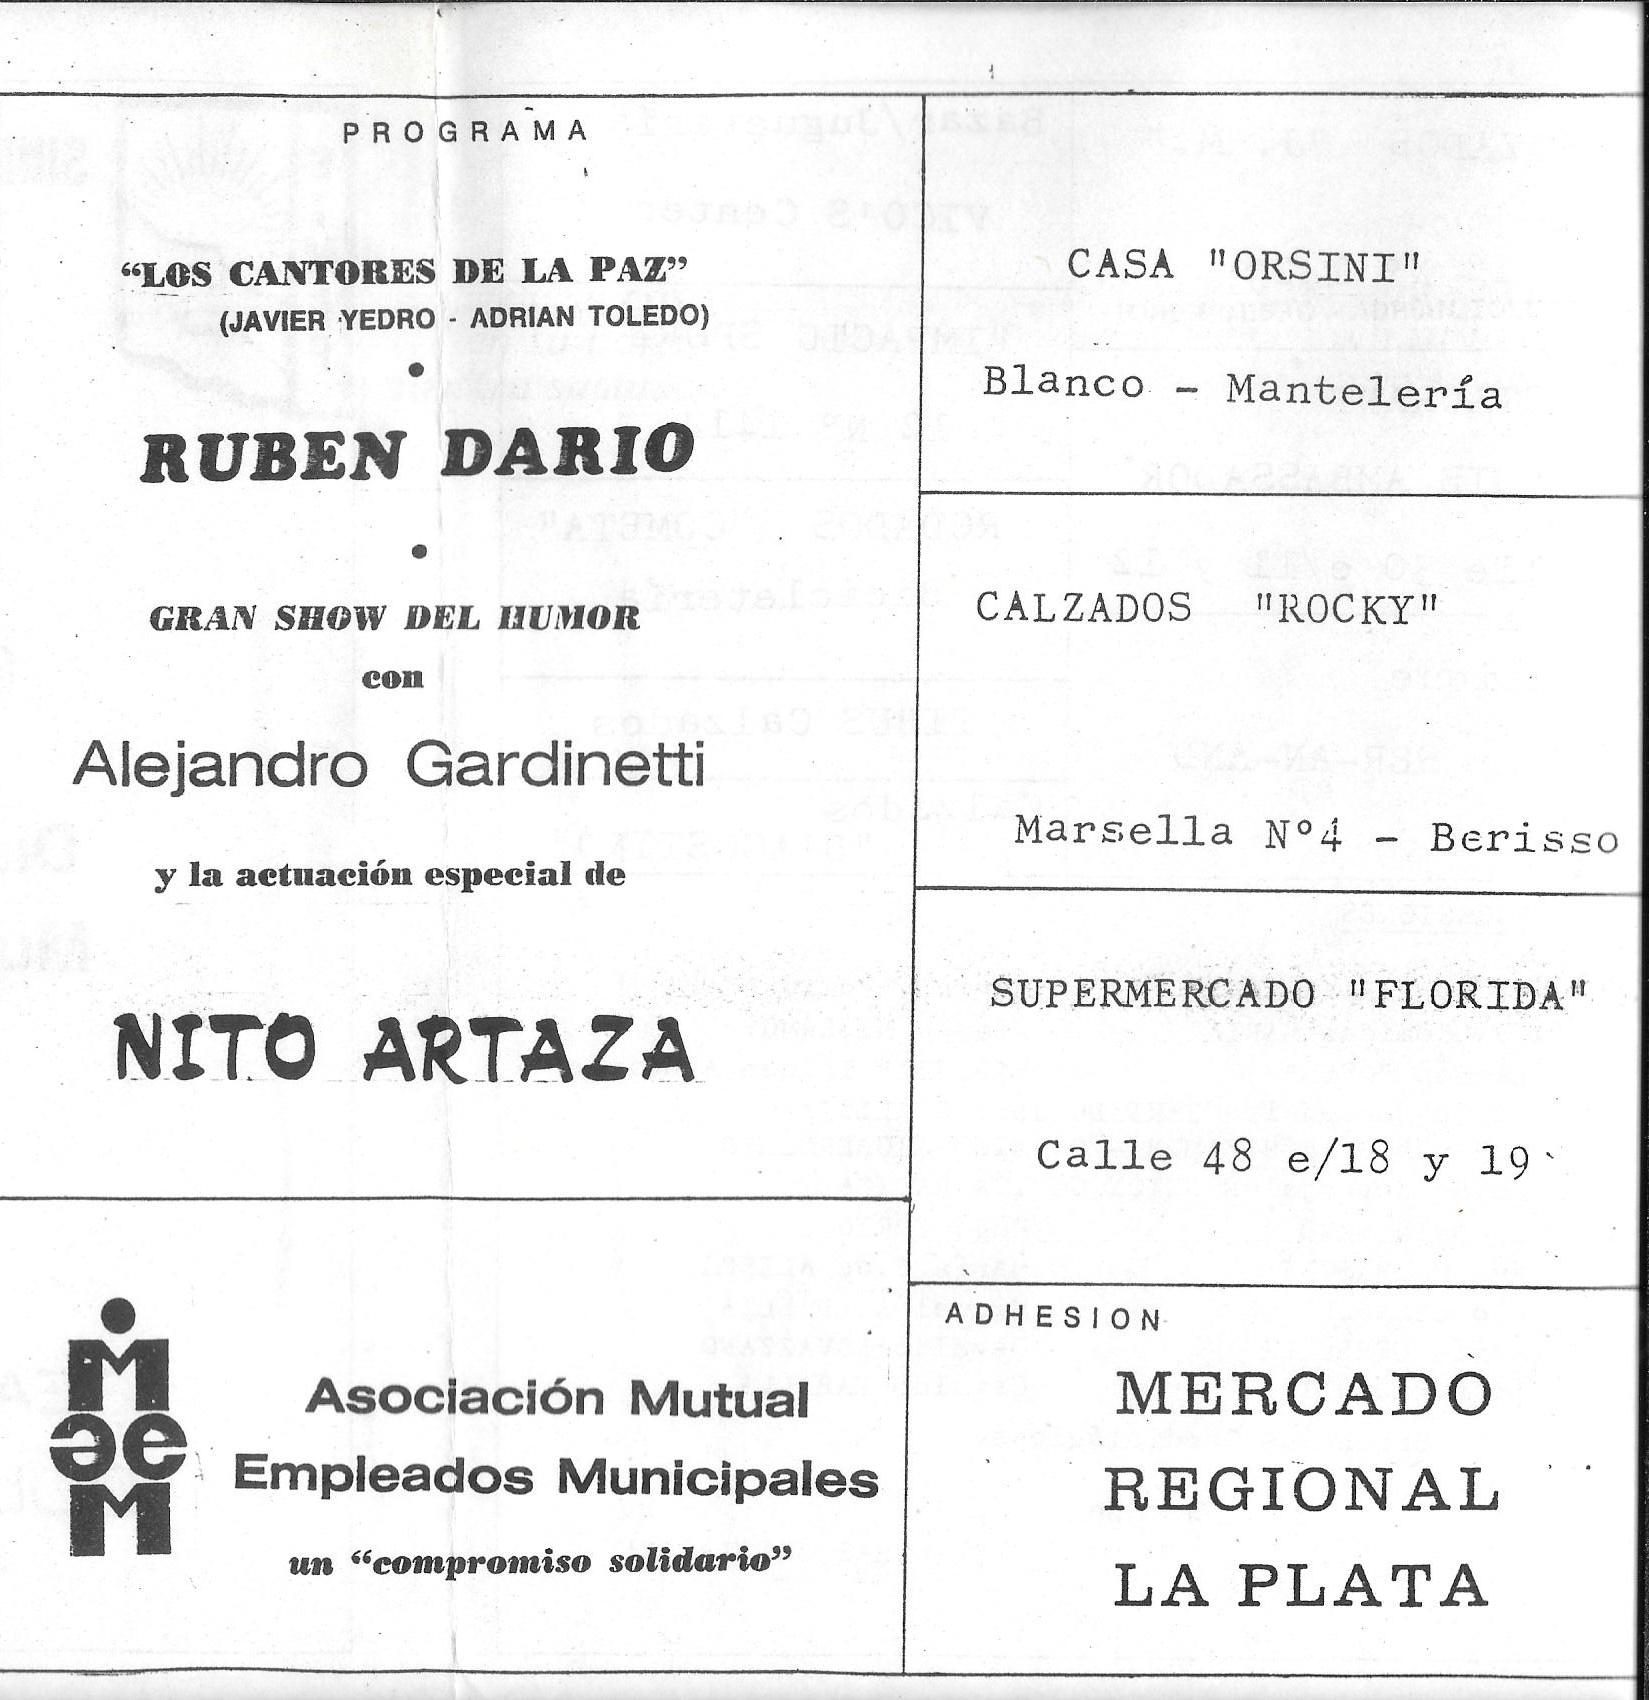 PROGRAMA
“LOS CANTORES DE LA PAZ”
(JAVIER YEDRO - ADRIAN TOLEDO)
•
RUBEN DARIO
•
GRAN SHOW DEL HUMOR
con
Alejandro Gardinetti
y la actuación especial de
NITO ARTAZA
MeeM
Asociación Mutual
Empleados Municipales
un “compromiso solidario”
CASA "ORSINI"
Blanco - Mantelería
CALZADOS "ROCKY"
Marsella Nº4 - Berisso
SUPERMERCADO "FLORIDA"
Calle 48 e/18 y 19
ADHESION
MERCADO
REGIONAL
LA PLATA